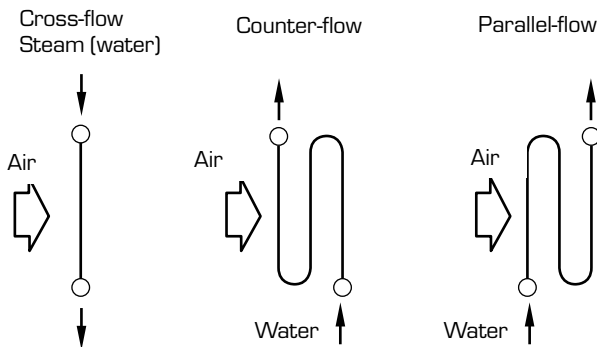 Cross-flow
Steam (water)
Counter-flow
Parallel-flow
Air
Air
Air
Water
Water